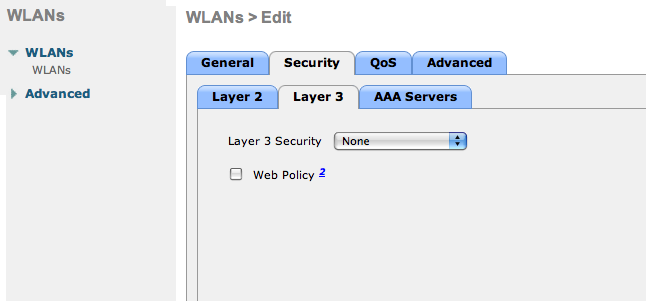 WLANs
WLANs
WLANs
Advanced
WLANs > Edit
General Security QoS Advanced
Layer 2 Layer 3 AAA Servers
Layer 3 Security None
Web Policy 2